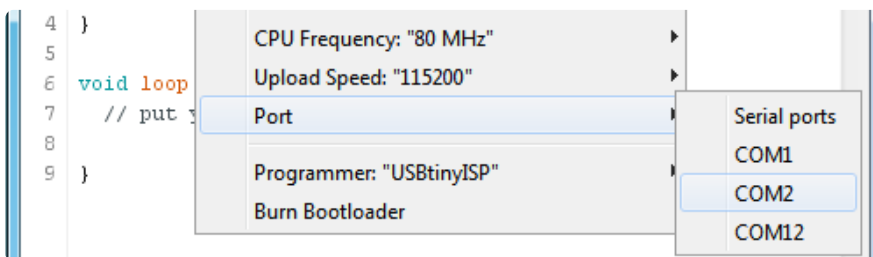 4 }
5
6 void loop
7 // put
8
9 }
CPU Frequency: "80 MHz"
Upload Speed: "115200"
Port
Programmer: "USBtinyISP"
Burn Bootloader
Serial ports
COM1
COM2
COM12